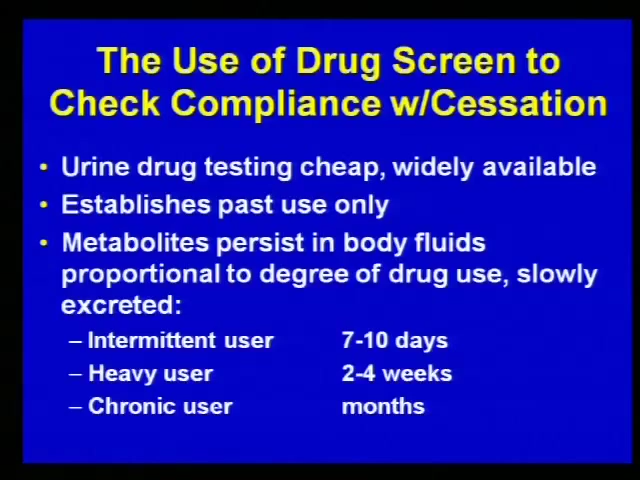 The Use of Drug Screen to
Check Compliance w/Cessation
• Urine drug testing cheap, widely available
• Establishes past use only
• Metabolites persist in body fluids
proportional to degree of drug use, slowly
excreted:
– Intermittent user 7-10 days
– Heavy user 2-4 weeks
– Chronic user months